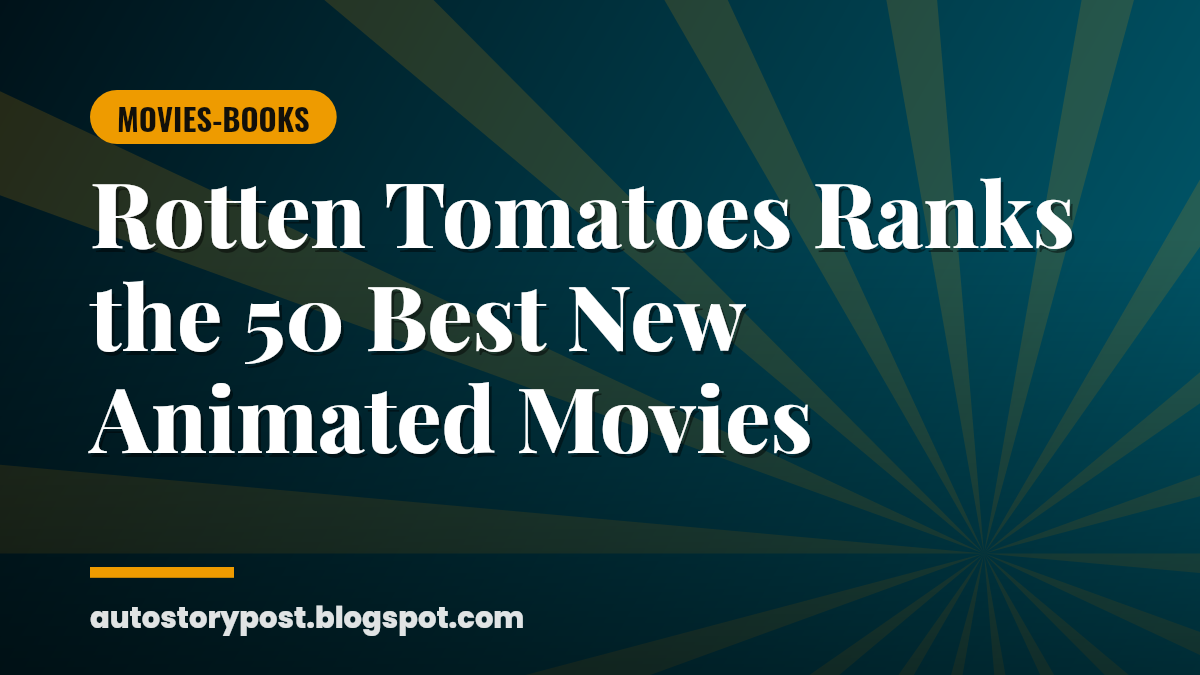 MOVIES-BOOKS
Rotten Tomatoes Ranks
the 50 Best New
Animated Movies
autostorypost.blogspot.com